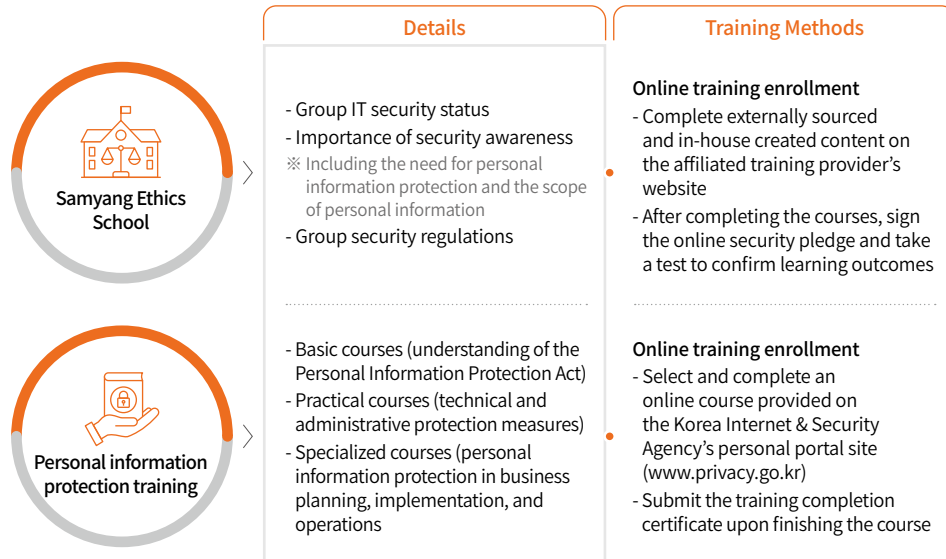 Details
Training Methods
Samyang Ethics
School
- Group IT security status
- Importance of security awareness
※ Including the need for personal
information protection and the scope
of personal information
- Group security regulations
Online training enrollment
- Complete externally sourced
and in-house created content on
the affiliated training provider's
website
- After completing the courses, sign
the online security pledge and take
a test to confirm learning outcomes
Personal information
protection training
- Basic courses (understanding of the
Personal Information Protection Act)
- Practical courses (technical and
administrative protection measures)
- Specialized courses (personal
information protection in business
planning, implementation, and
operations
Online training enrollment
- Select and complete an
online course provided on
the Korea Internet & Security
Agency's personal portal site
(www.privacy.go.kr)
- Submit the training completion
certificate upon finishing the course